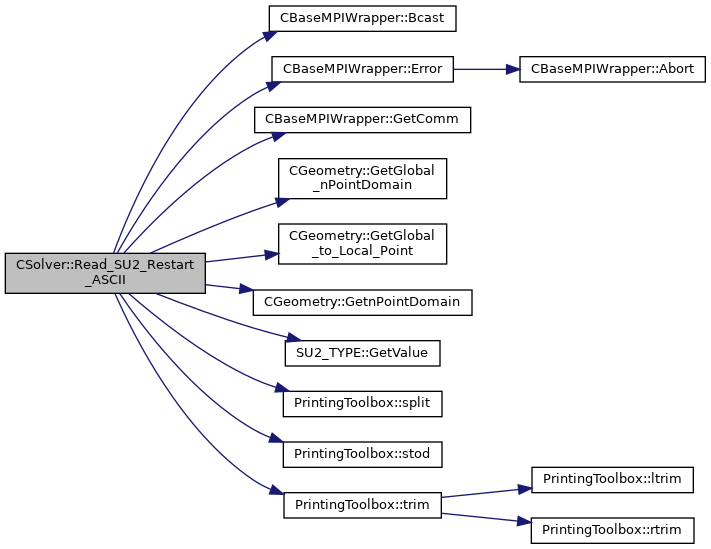 CBaseMPIWrapper::Bcast
CBaseMPIWrapper::Error
CBaseMPIWrapper::Abort
CBaseMPIWrapper::GetComm
CGeometry::GetGlobal
_nPointDomain
CGeometry::GetGlobal
_to_Local_Point
CSolver::Read_SU2_Restart
_ASCII
CGeometry::GetnPointDomain
SU2_TYPE::GetValue
PrintingToolbox::split
PrintingToolbox::stod
PrintingToolbox::trim
PrintingToolbox::ltrim
PrintingToolbox::rtrim